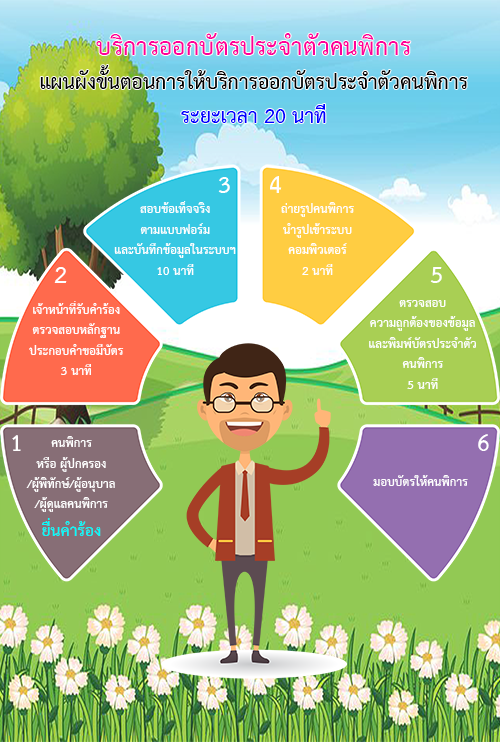 บริการออกบัตรประจำตัวคนพิการ
แผนผังขั้นตอนการให้บริการออกบัตรประจำตัวคนพิการ
ระยะเวลา 20 นาที
1
คนพิการ
หรือ ผู้ปกครอง
/ผู้พิทักษ์/ผู้อนุบาล
/ผู้ดูแลคนพิการ
ยื่นคำร้อง
2
เจ้าหน้าที่รับคำร้อง
ตรวจสอบหลักฐาน
ประกอบคำขอมีบัตร
3 นาที
3
สอบข้อเท็จจริง
ตามแบบฟอร์ม
และบันทึกข้อมูลในระบบฯ
10 นาที
4
ถ่ายรูปคนพิการ
นำรูปเข้าระบบ
คอมพิวเตอร์
2 นาที
5
ตรวจสอบ
ความถูกต้องของข้อมูล
และพิมพ์บัตรประจำตัว
คนพิการ
5 นาที
6
มอบบัตรให้คนพิการ